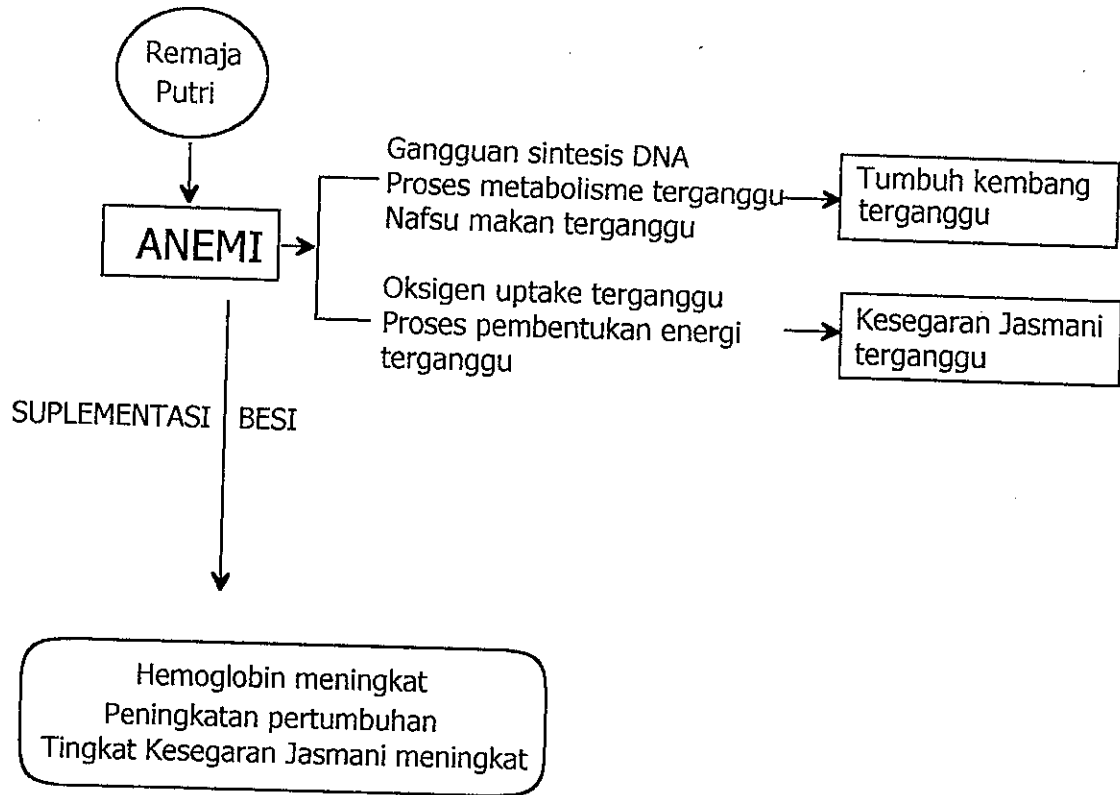 Remaja
Putri
ANEMI
Gangguan sintesis DNA
Proses metabolisme terganggu
Nafsu makan terganggu
Tumbuh kembang
terganggu
Oksigen uptake terganggu
Proses pembentukan energi
terganggu
Kesegaran Jasmani
terganggu
SUPLEMENTASI BESI
Hemoglobin meningkat
Peningkatan pertumbuhan
Tingkat Kesegaran Jasmani meningkat